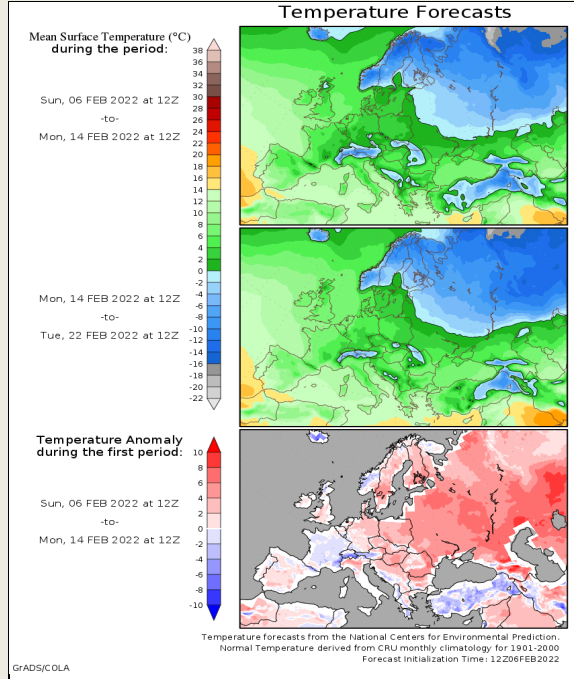 Temperature Forecasts
Mean Surface Temperature (°C)
during the period:
38
36
34
32
30
28
26
24
22
20
18
16
14
12
10
8
6
4
2
0
-2
-4
-6
-8
-10
-12
-14
-16
-18
-20
-22
Sun, 06 FEB 2022 at 12Z
-to-
Mon, 14 FEB 2022 at 12Z
Mon, 14 FEB 2022 at 12Z
-to-
Tue, 22 FEB 2022 at 12Z
Temperature Anomaly
during the first period:
10
8
6
4
2
0
-2
-4
-6
-8
-10
Sun, 06 FEB 2022 at 12Z
-to-
Mon, 14 FEB 2022 at 12Z
Temperature forecasts from the National Centers for Environmental Prediction.
Normal Temperature derived from CRU monthly climatology for 1901-2000
Forecast Initialization Time: 12Z06FEB2022
GrADS/COLA